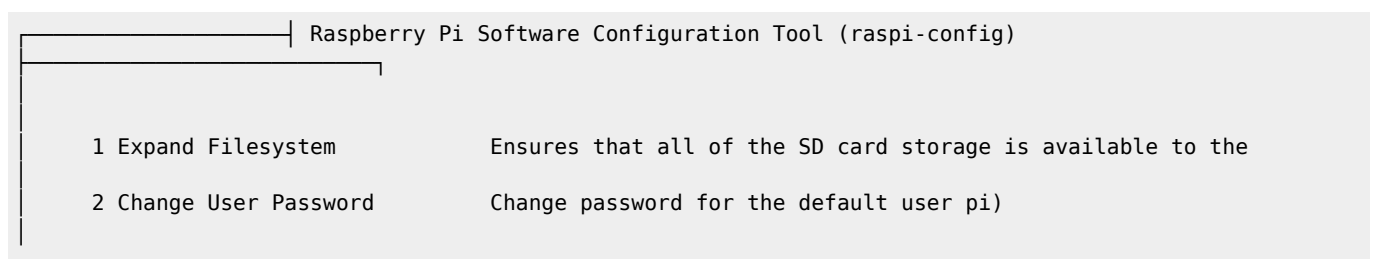 Raspberry Pi Software Configuration Tool (raspi-config)
1 Expand Filesystem Ensures that all of the SD card storage is available to the
2 Change User Password Change password for the default user pi)